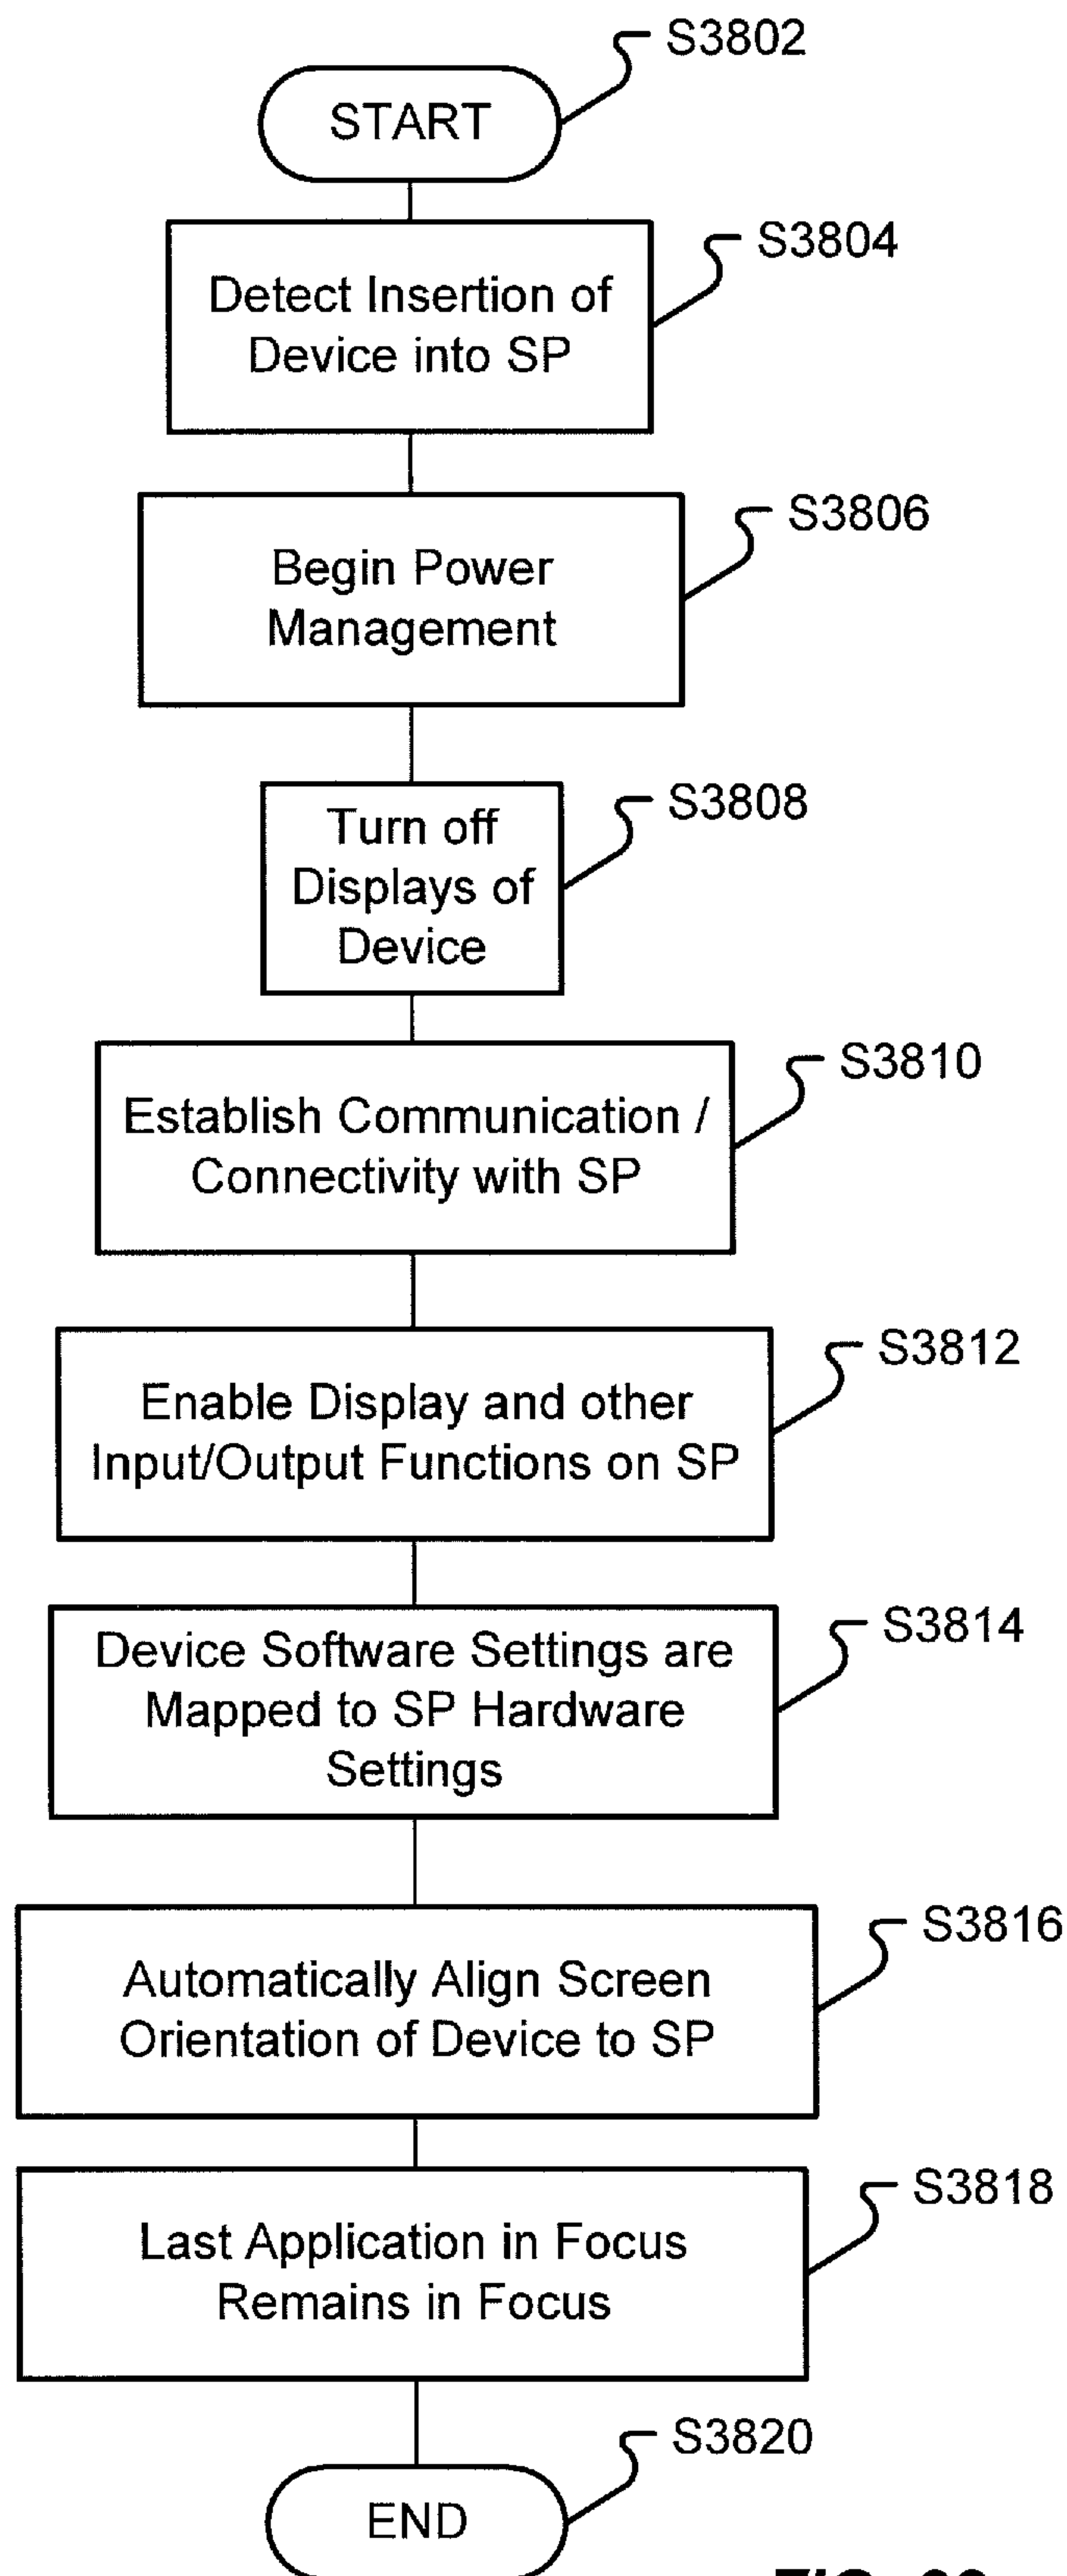 S3802
START
S3804
Detect Insertion of
Device into SP
S3806
Begin Power
Management
S3808
Turn off
Displays of
Device
S3810
Establish Communication /
Connectivity with SP
S3812
Enable Display and other
Input/Output Functions on SP
S3814
Device Software Settings are
Mapped to SP Hardware
Settings
S3816
Automatically Align Screen
Orientation of Device to SP
S3818
Last Application in Focus
Remains in Focus
S3820
END